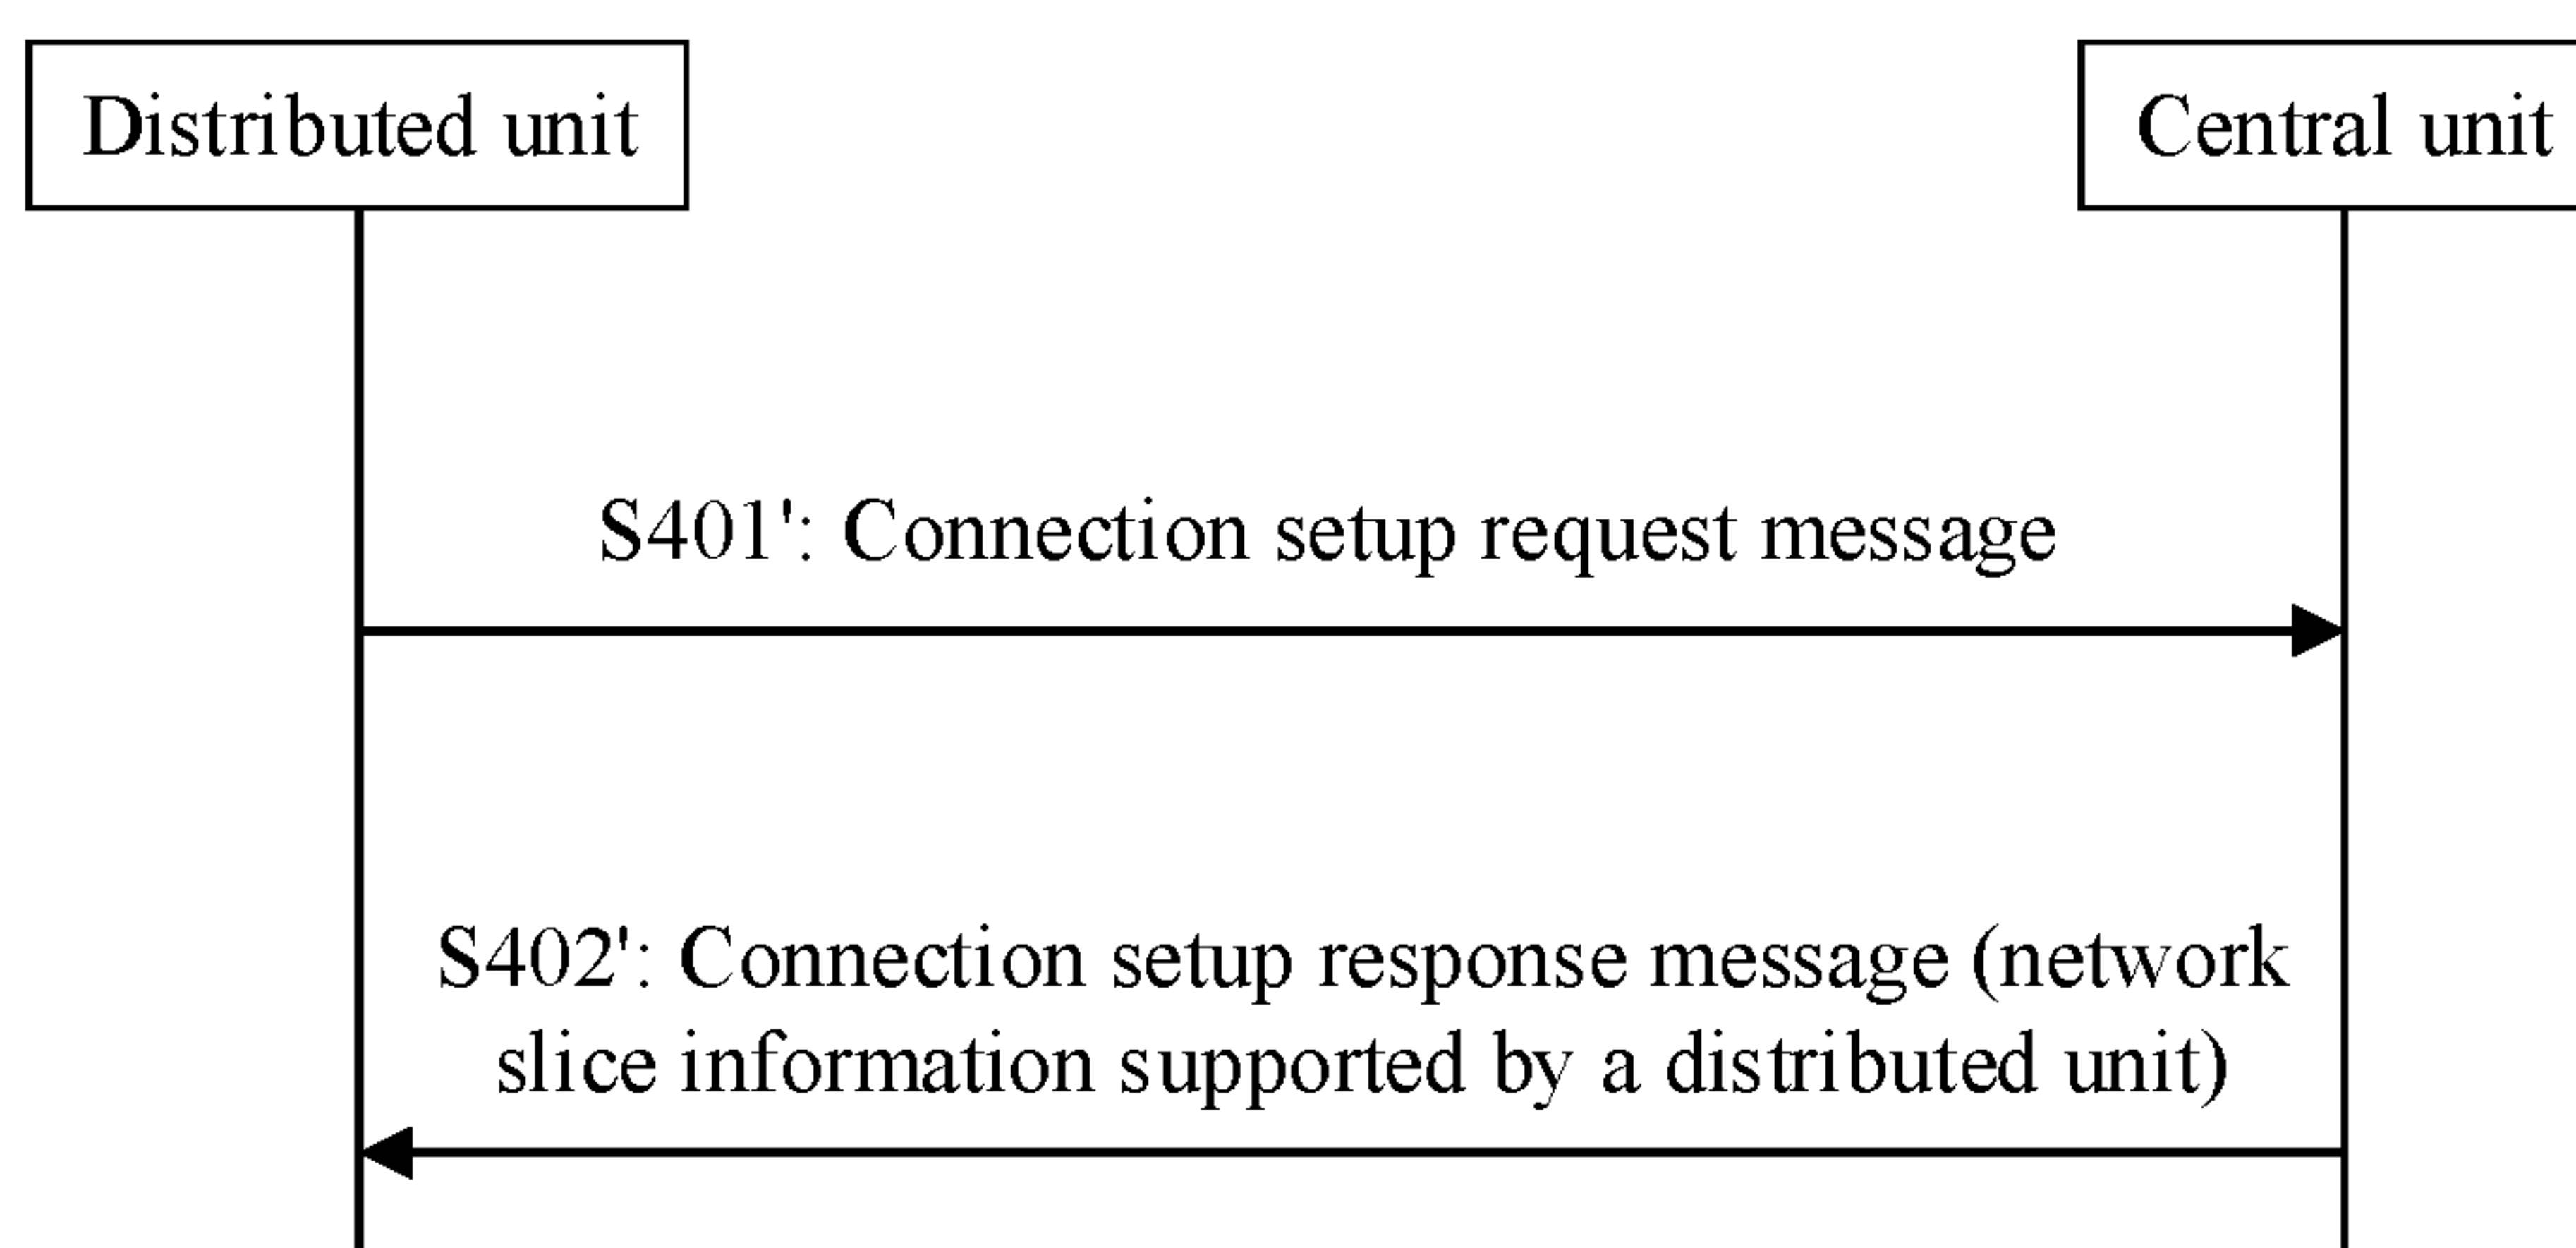 Distributed unit
Central unit
S401': Connection setup request message
S402': Connection setup response message (network
slice information supported by a distributed unit)